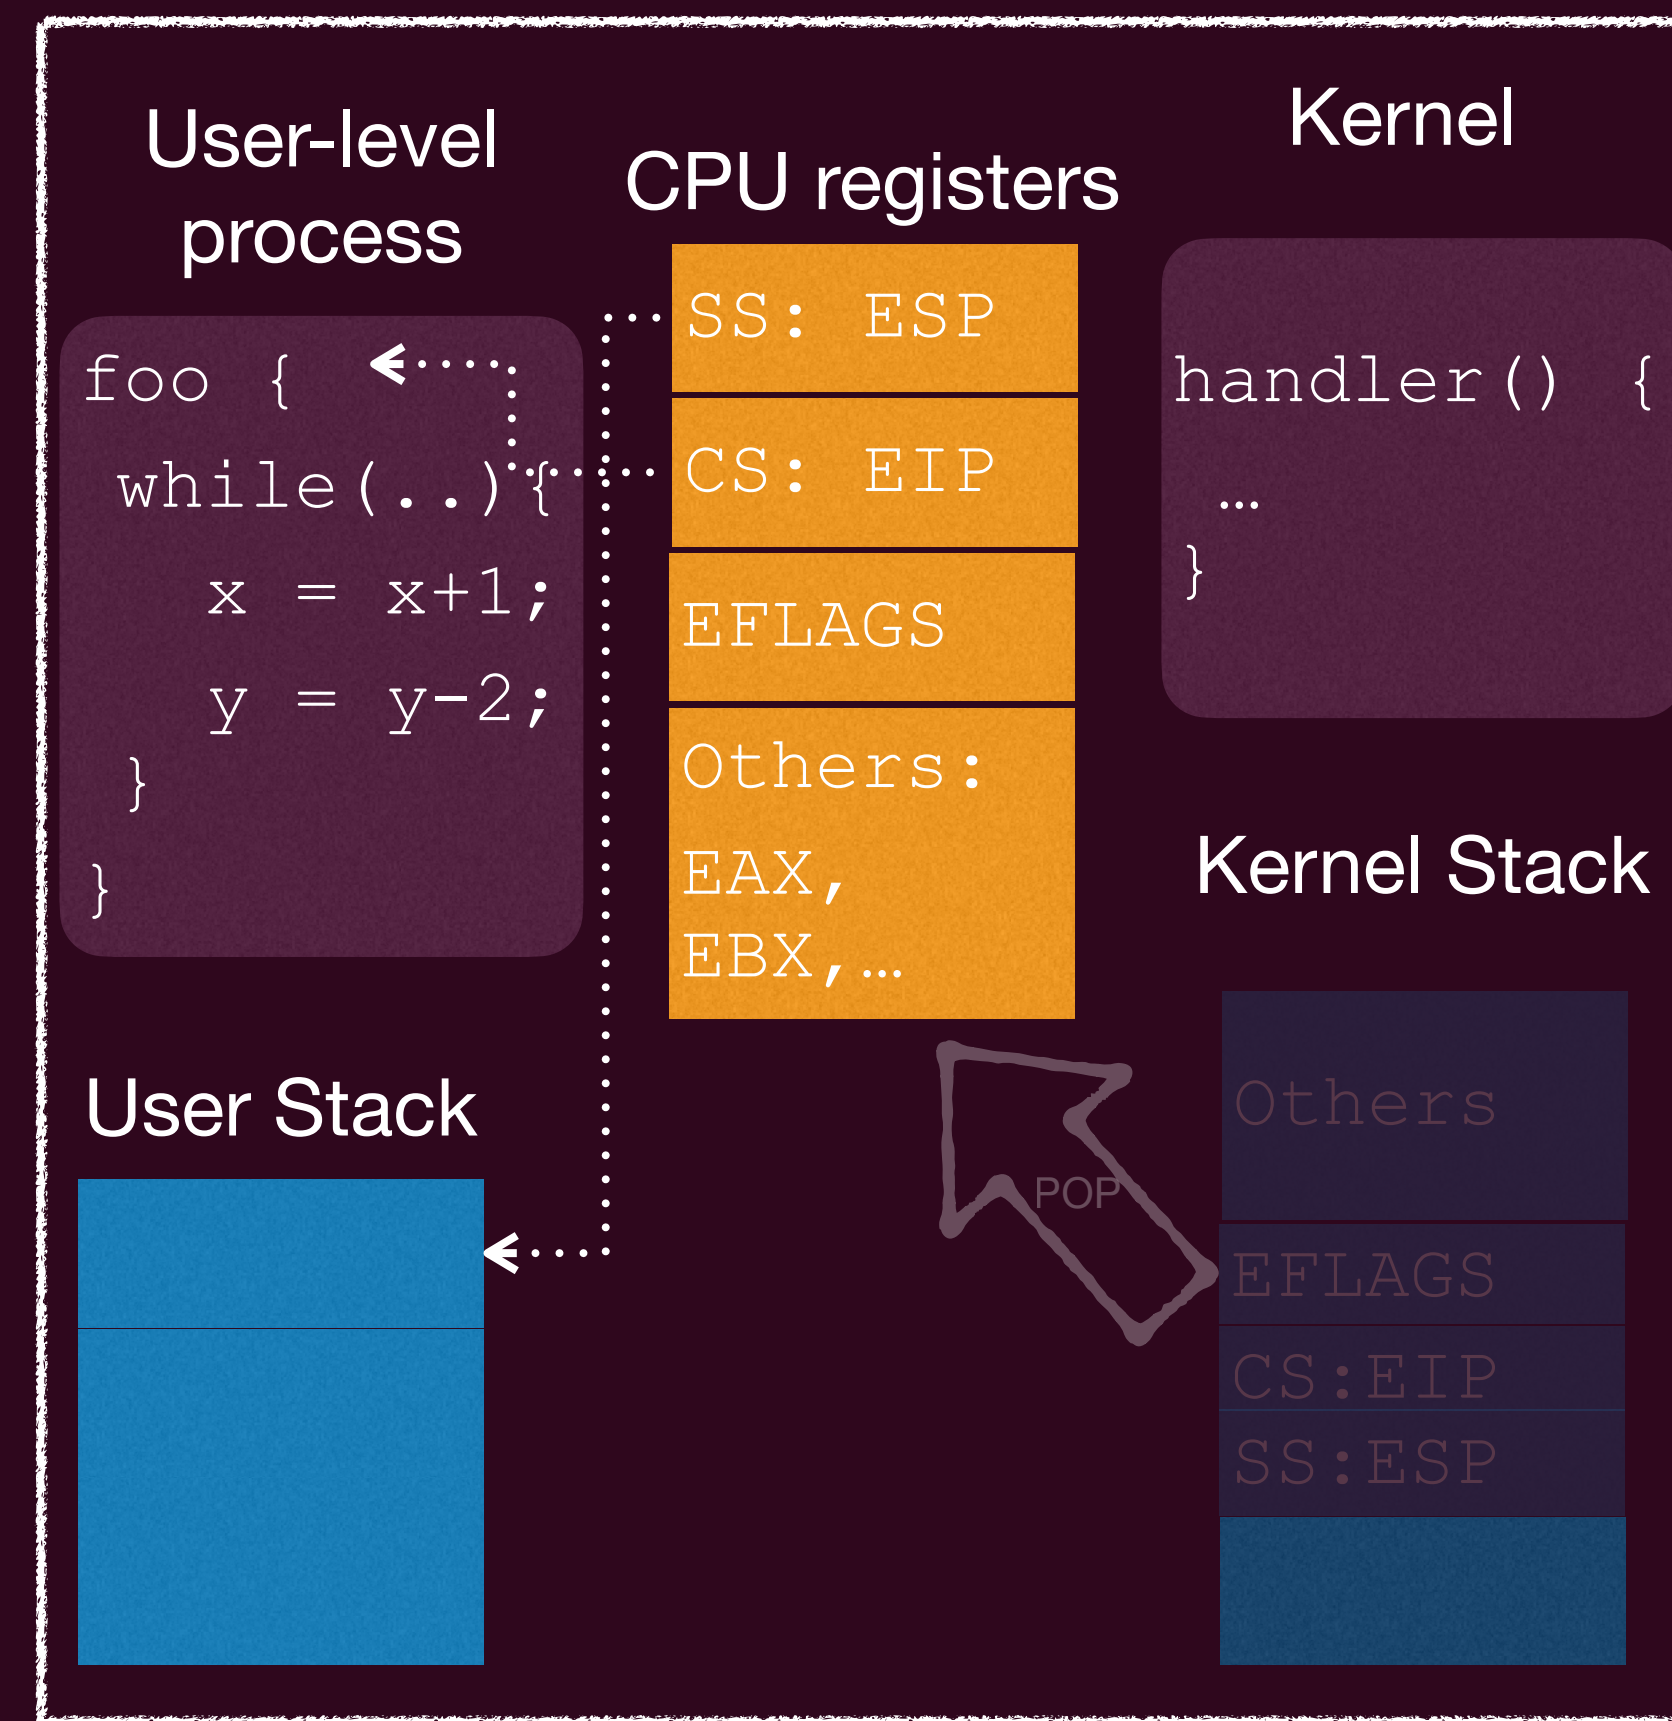 User-level
process
foo {
while(..){
x = x+1;
y = y-2;
}
}
User Stack
CPU registers
SS: ESP
CS: EIP
EFLAGS
Others:
EAX,
EBX,…
POP
Kernel
handler() {
…
}
Kernel Stack
Others
EFLAGS
CS:EIP
SS:ESP